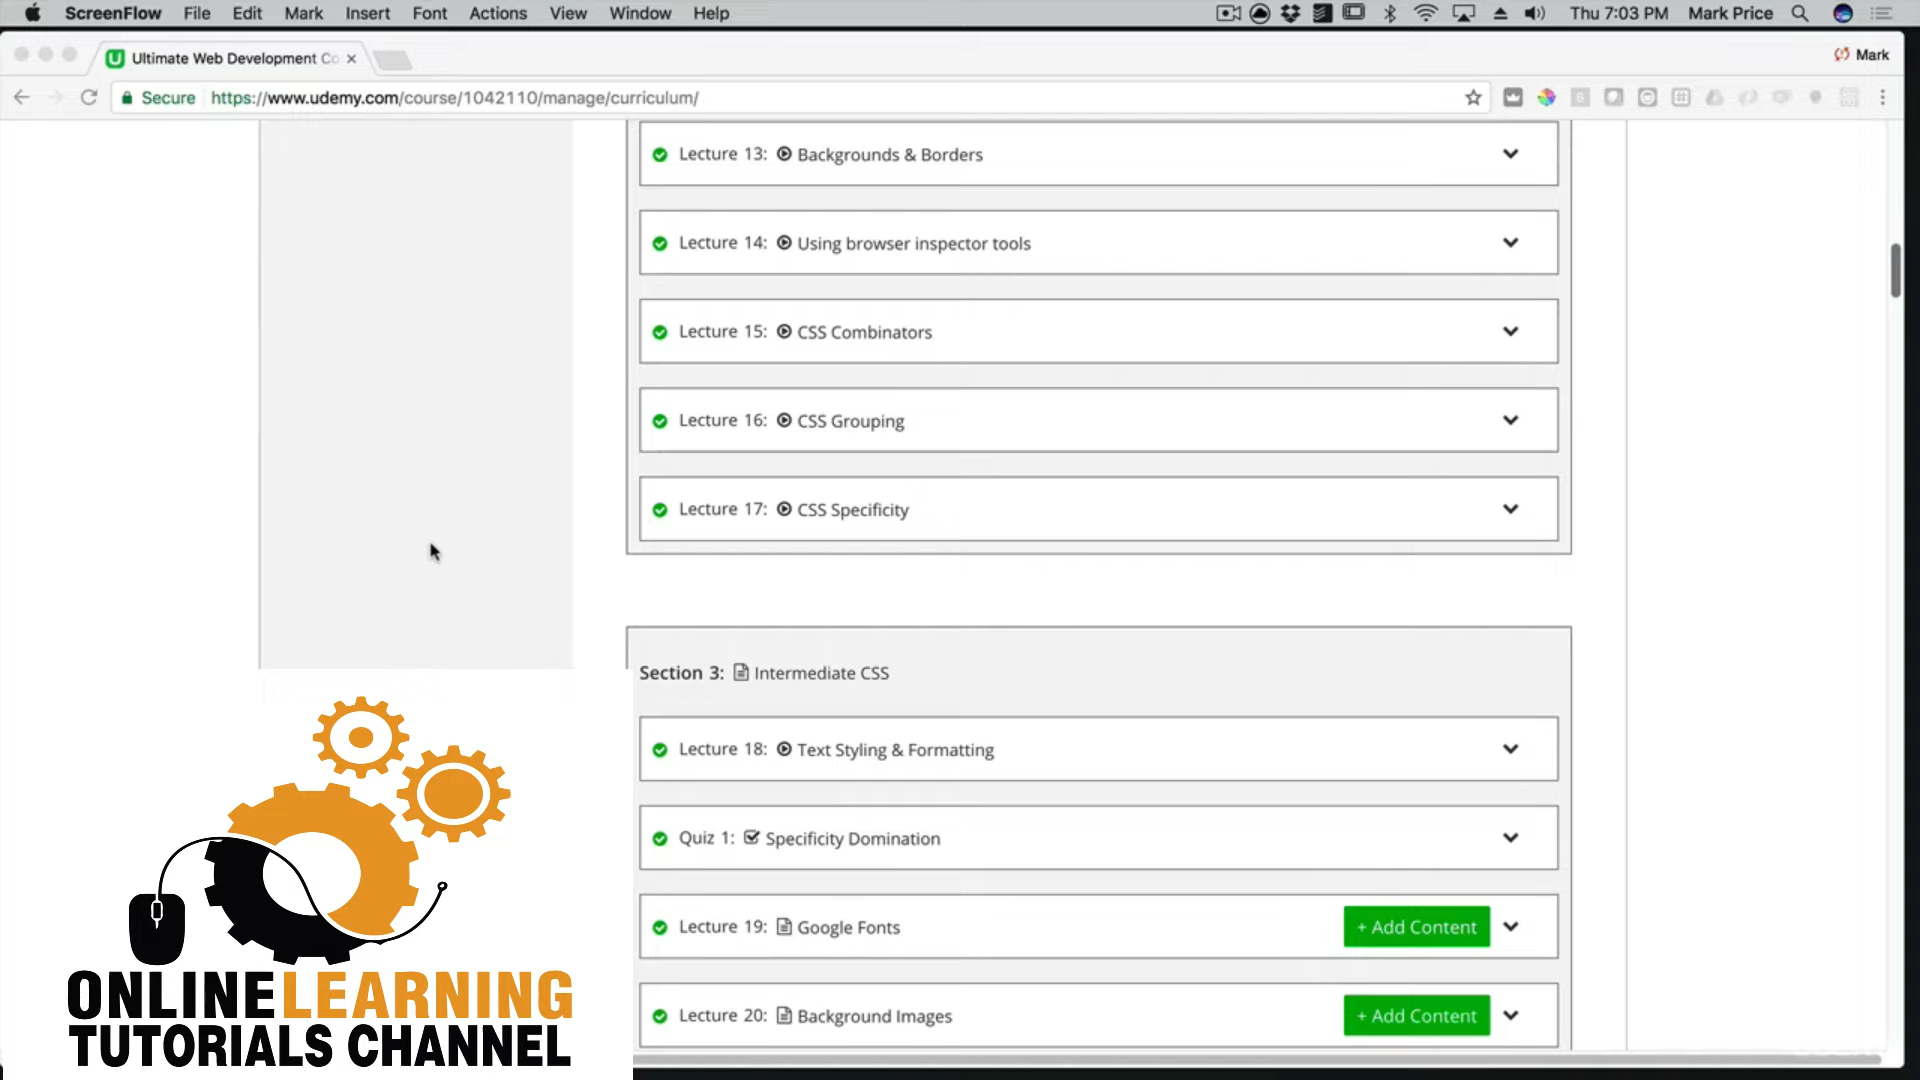 ScreenFlow File Edit Mark Insert Font Actions View Window Help Thu 7:03 PM Mark Price
Ultimate Web Development Co Mark
Secure https://www.udemy.com/course/1042110/manage/curriculum/
Lecture 13: Backgrounds & Borders
Lecture 14: Using browser inspector tools
Lecture 15: CSS Combinators
Lecture 16: CSS Grouping
Lecture 17: CSS Specificity
Section 3: Intermediate CSS
Lecture 18: Text Styling & Formatting
Quiz 1: Specificity Domination
Lecture 19: Google Fonts + Add Content
Lecture 20: Background Images + Add Content
ONLINELEARNING
TUTORIALS CHANNEL